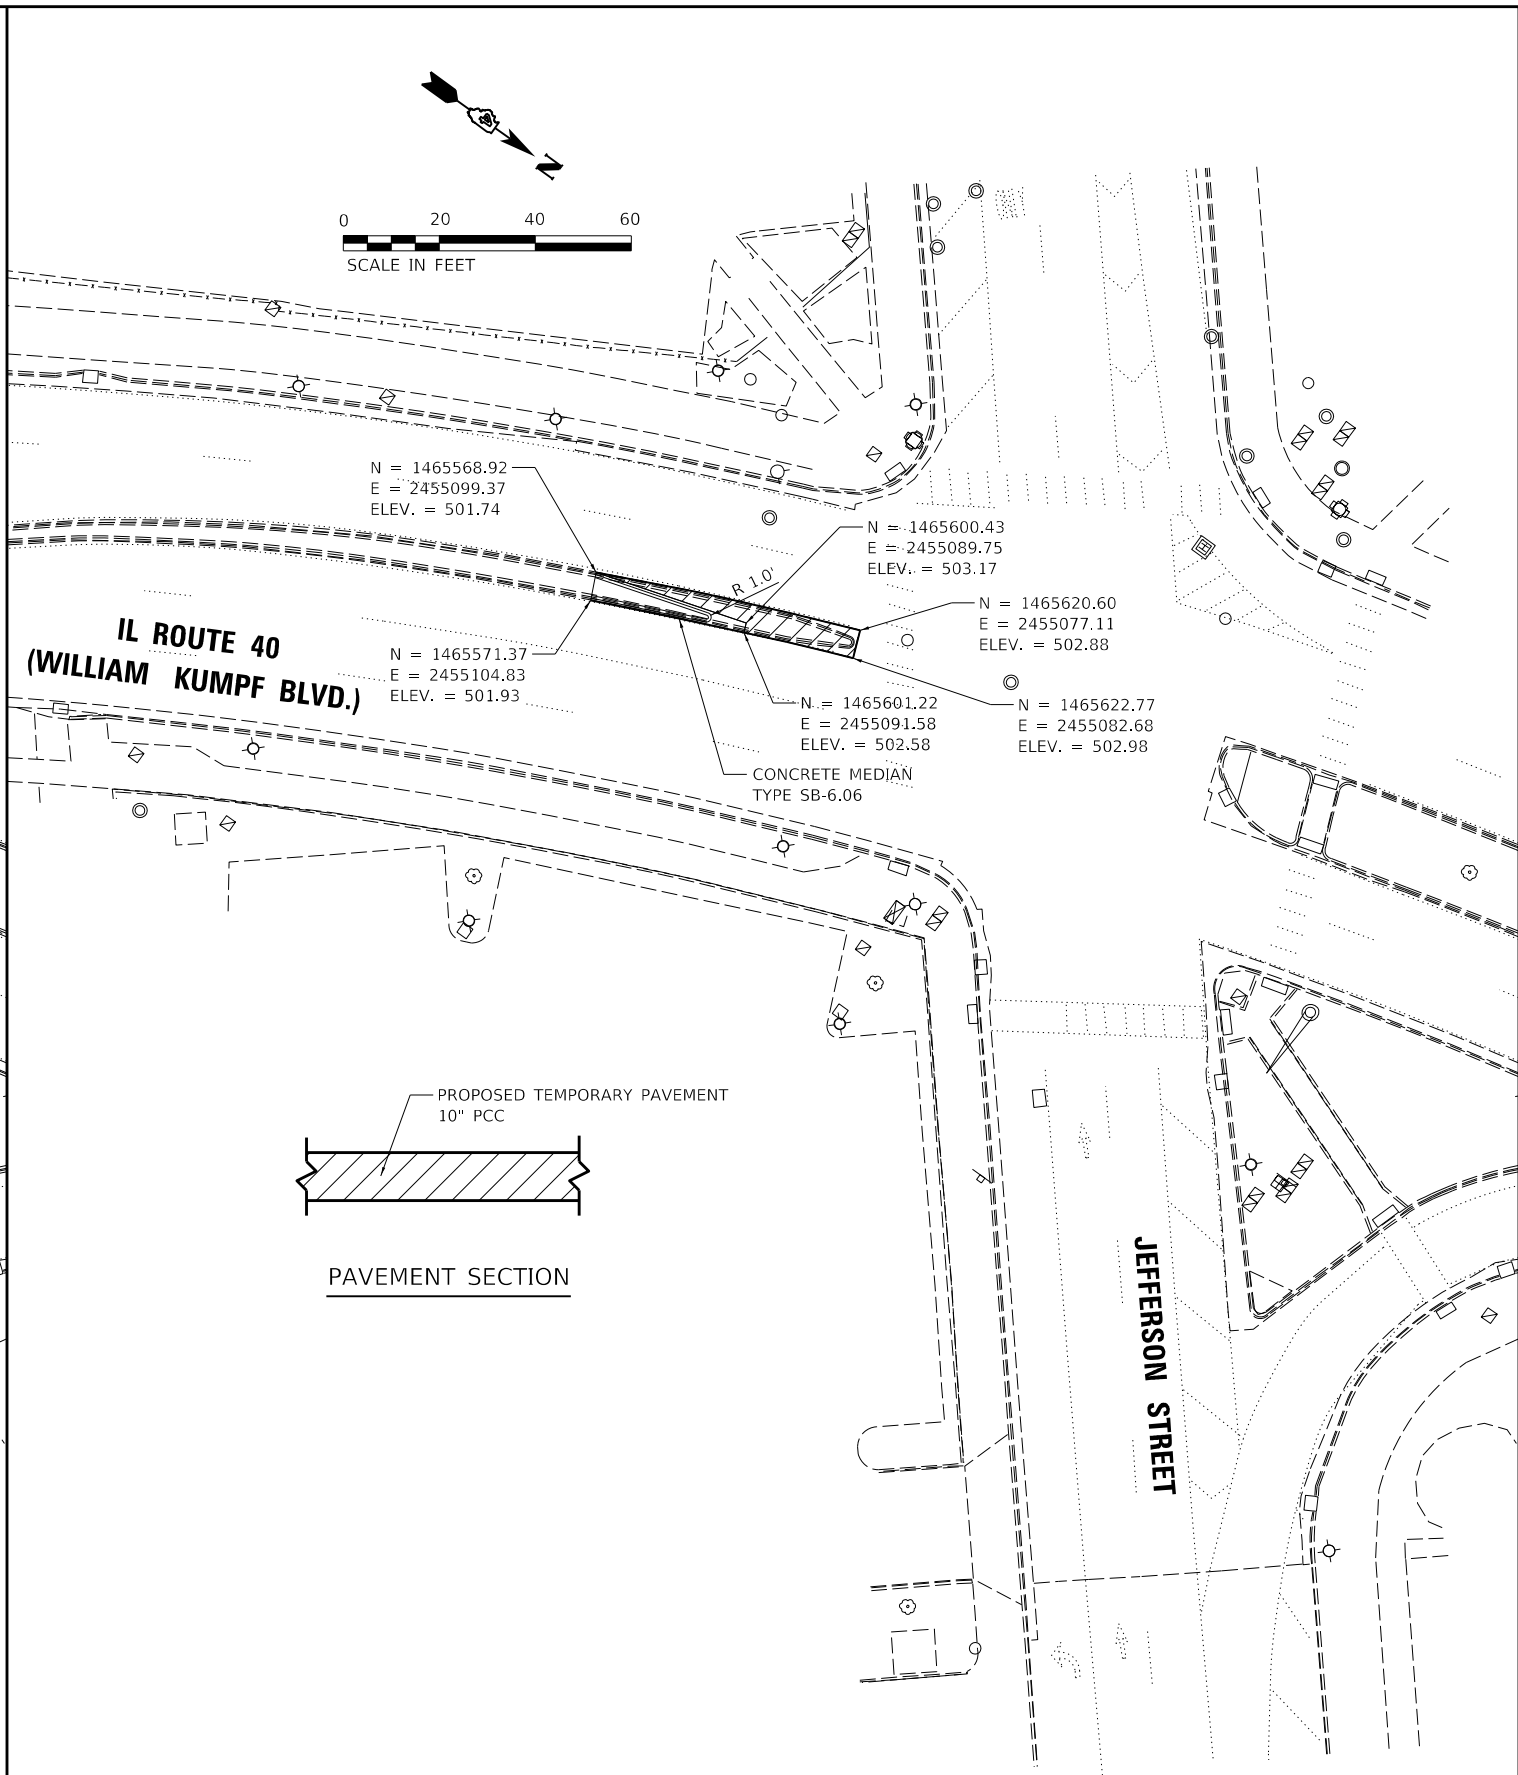 N
0 20 40 60
SCALE IN FEET
N = 1465568.92
E = 2455099.37
ELEV. = 501.74
N = 1465600.43
E = 2455089.75
ELEV. = 503.17
R 1.0'
N = 1465620.60
E = 2455077.11
ELEV. = 502.88
IL ROUTE 40
(WILLIAM KUMPF BLVD.)
N = 1465571.37
E = 2455104.83
ELEV. = 501.93
N = 1465601.22
E = 2455091.58
ELEV. = 502.58
N = 1465622.77
E = 2455082.68
ELEV. = 502.98
CONCRETE MEDIAN
TYPE SB-6.06
PROPOSED TEMPORARY PAVEMENT
10" PCC
PAVEMENT SECTION
JEFFERSON STREET